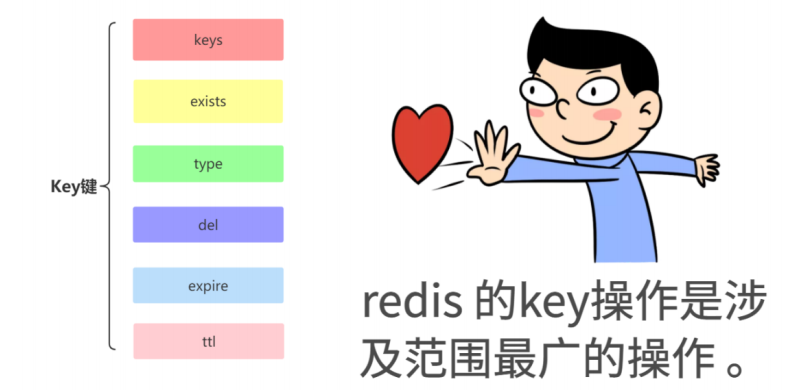 Key键
keys
exists
type
del
expire
ttl
redis 的key操作是涉
及范围最广的操作 。